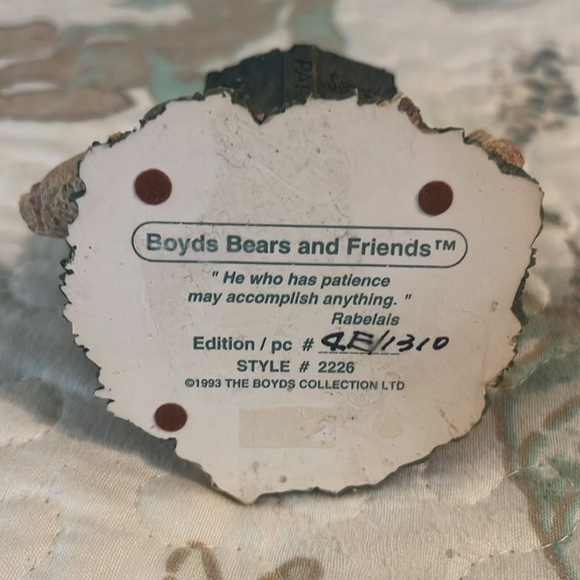 Boyds Bears and Friends™
" He who has patience
may accomplish anything. "
Rabelais
Edition / pc # 4E/1310
STYLE # 2226
©1993 THE BOYDS COLLECTION LTD